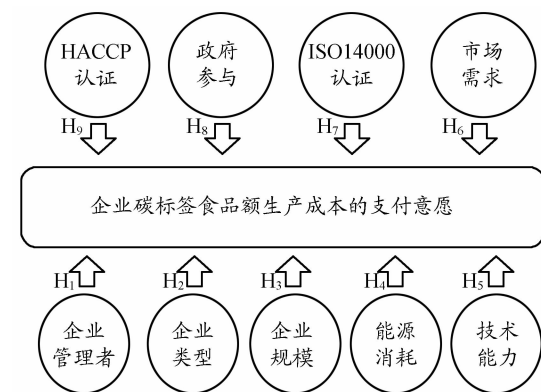 HACCP
认证
政府
参与
ISO14000
认证
市场
需求
H9
H8
H7
H6
企业碳标签食品额生产成本的支付意愿
H1
H2
H3
H4
H5
企业
管理者
企业
类型
企业
规模
能源
消耗
技术
能力